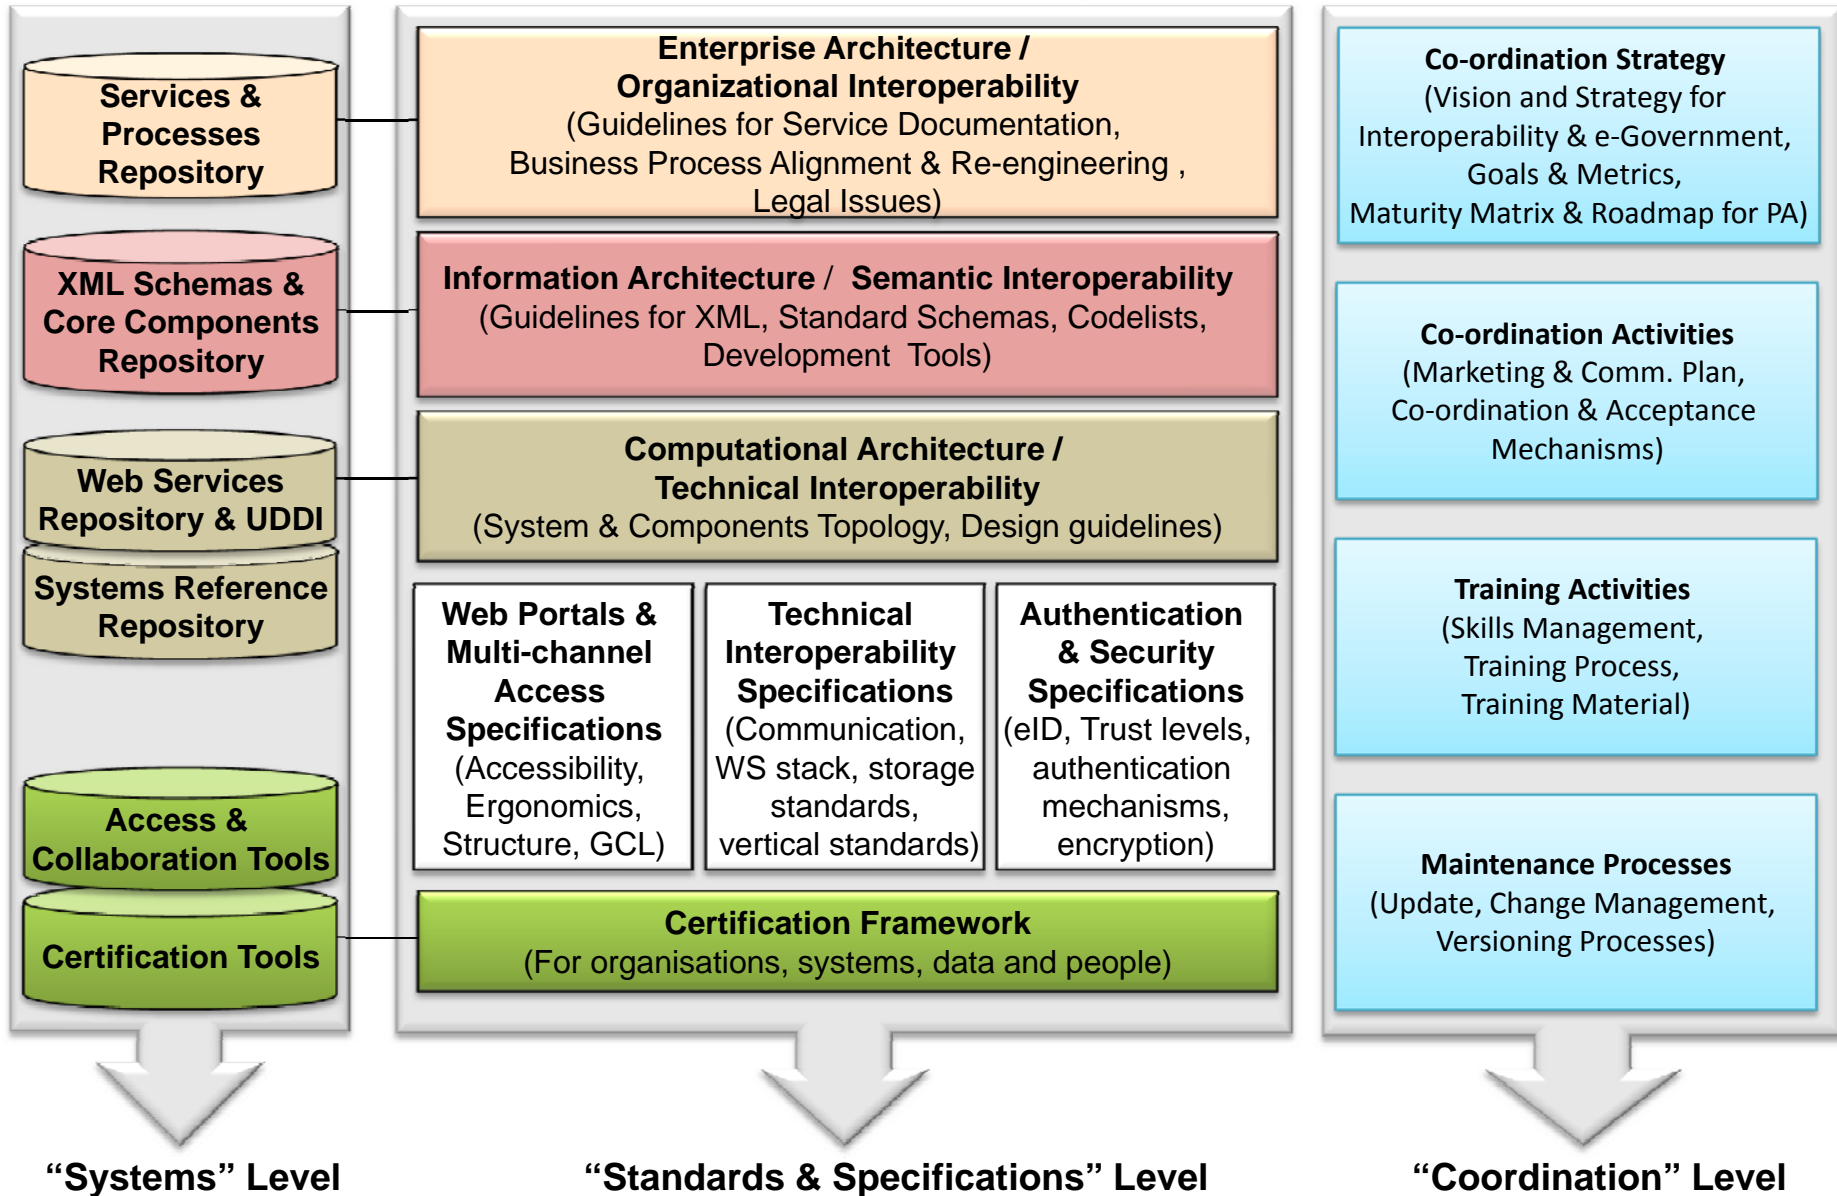 Services &
Processes
Repository
XML Schemas &
Core Components
Repository
Web Services
Repository & UDDI
Systems Reference
Repository
Access &
Collaboration Tools
Certification Tools
“Systems” Level
Enterprise Architecture /
Organizational Interoperability
(Guidelines for Service Documentation,
Business Process Alignment & Re-engineering ,
Legal Issues)
Information Architecture / Semantic Interoperability
(Guidelines for XML, Standard Schemas, Codelists,
Development Tools)
Computational Architecture /
Technical Interoperability
(System & Components Topology, Design guidelines)
Web Portals &
Multi-channel
Access
Specifications
(Accessibility,
Ergonomics,
Structure, GCL)
Technical
Interoperability
Specifications
(Communication,
WS stack, storage
standards,
vertical standards)
Authentication
& Security
Specifications
(eID, Trust levels,
authentication
mechanisms,
encryption)
Certification Framework
(For organisations, systems, data and people)
“Standards & Specifications” Level
Co-ordination Strategy
(Vision and Strategy for
Interoperability & e-Government,
Goals & Metrics,
Maturity Matrix & Roadmap for PA)
Co-ordination Activities
(Marketing & Comm. Plan,
Co-ordination & Acceptance
Mechanisms)
Training Activities
(Skills Management,
Training Process,
Training Material)
Maintenance Processes
(Update, Change Management,
Versioning Processes)
“Coordination” Level